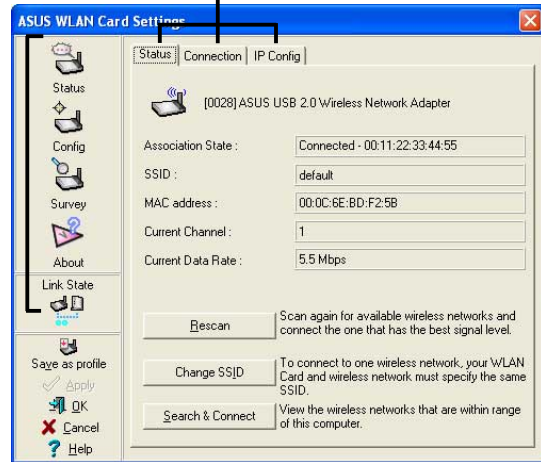 ASUS WLAN Card Settings
Status
Config
Survey
About
Link State
Save as profile
Apply
OK
Cancel
Help
Status Connection IP Config
[0028] ASUS USB 2.0 Wireless Network Adapter
Association State : Connected - 00:11:22:33:44:55
SSID : default
MAC address : 00:0C:6E:BD:F2:5B
Current Channel : 1
Current Data Rate : 5.5 Mbps
Rescan
Scan again for available wireless networks and
connect the one that has the best signal level.
Change SSID
To connect to one wireless network, your WLAN
Card and wireless network must specify the same
SSID.
Search & Connect
View the wireless networks that are within range
of this computer.